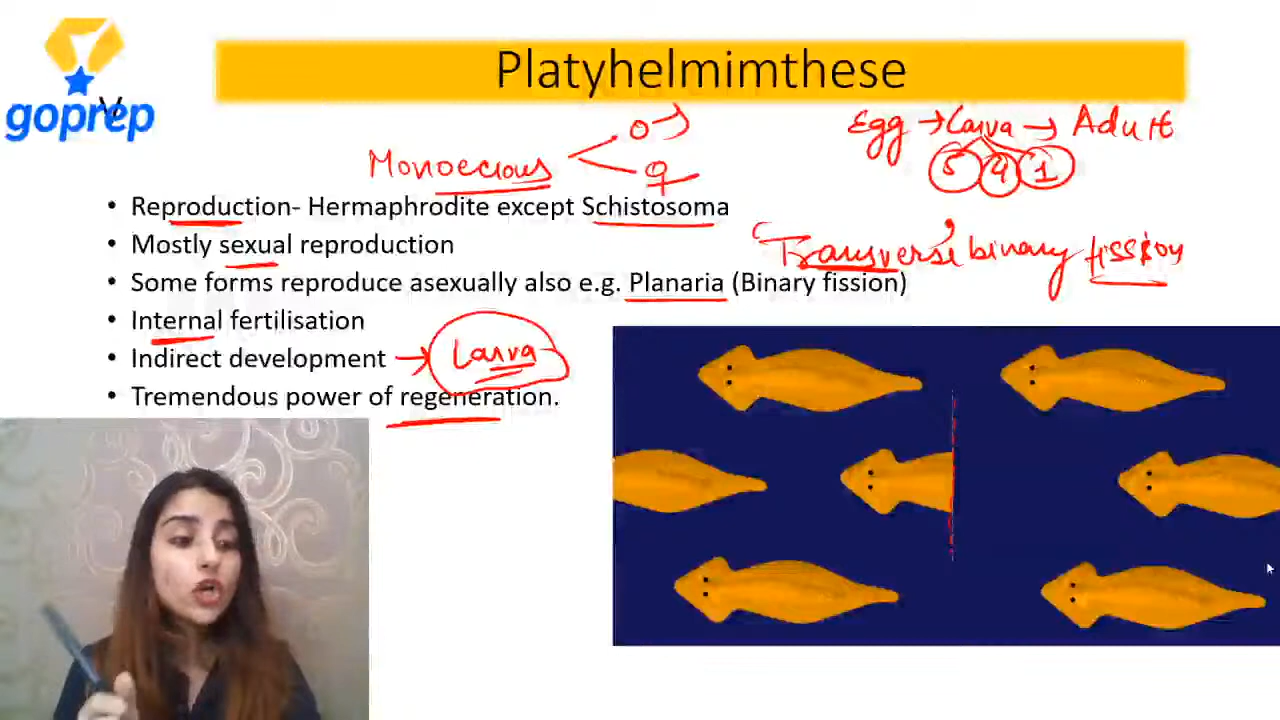 Platyhelmimthese
goprep
Egg → Larva → Adult
5 4 1
Monoecious
♂
♀
• Reproduction- Hermaphrodite except Schistosoma
• Mostly sexual reproduction
Transverse binary fission
• Some forms reproduce asexually also e.g. Planaria (Binary fission)
• Internal fertilisation
• Indirect development → Larva
• Tremendous power of regeneration.